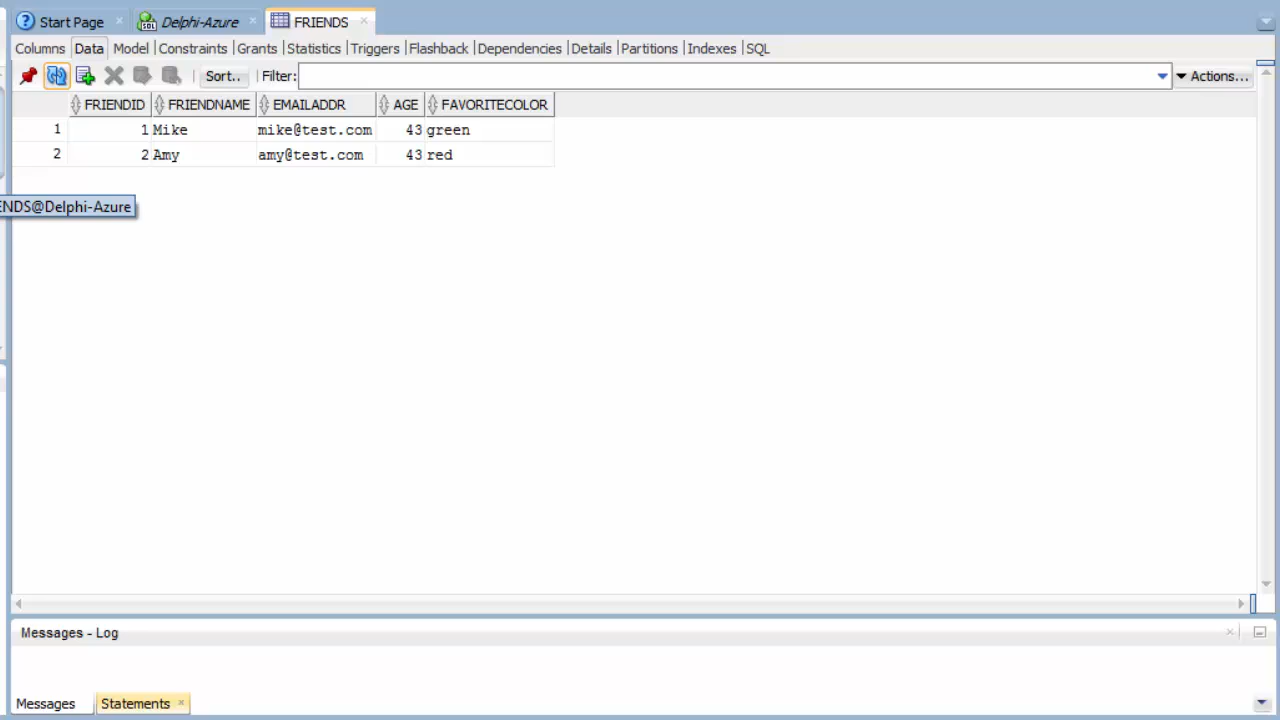 Start Page Delphi-Azure FRIENDS
Columns Data Model Constraints Grants Statistics Triggers Flashback Dependencies Details Partitions Indexes SQL
Sort.. Filter: Actions...
FRIENDID FRIENDNAME EMAILADDR AGE FAVORITECOLOR
1 1 Mike mike@test.com 43 green
2 2 Amy amy@test.com 43 red
ENDS@Delphi-Azure
Messages - Log
Messages Statements